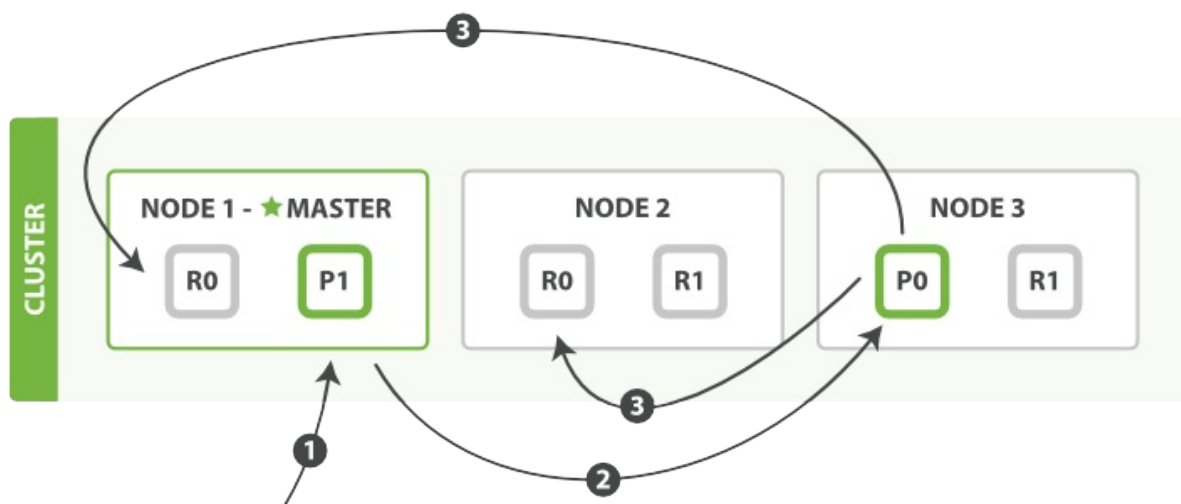 3
CLUSTER
NODE 1 - ★ MASTER
NODE 2
NODE 3
R0
P1
R0
R1
P0
R1
3
1
2